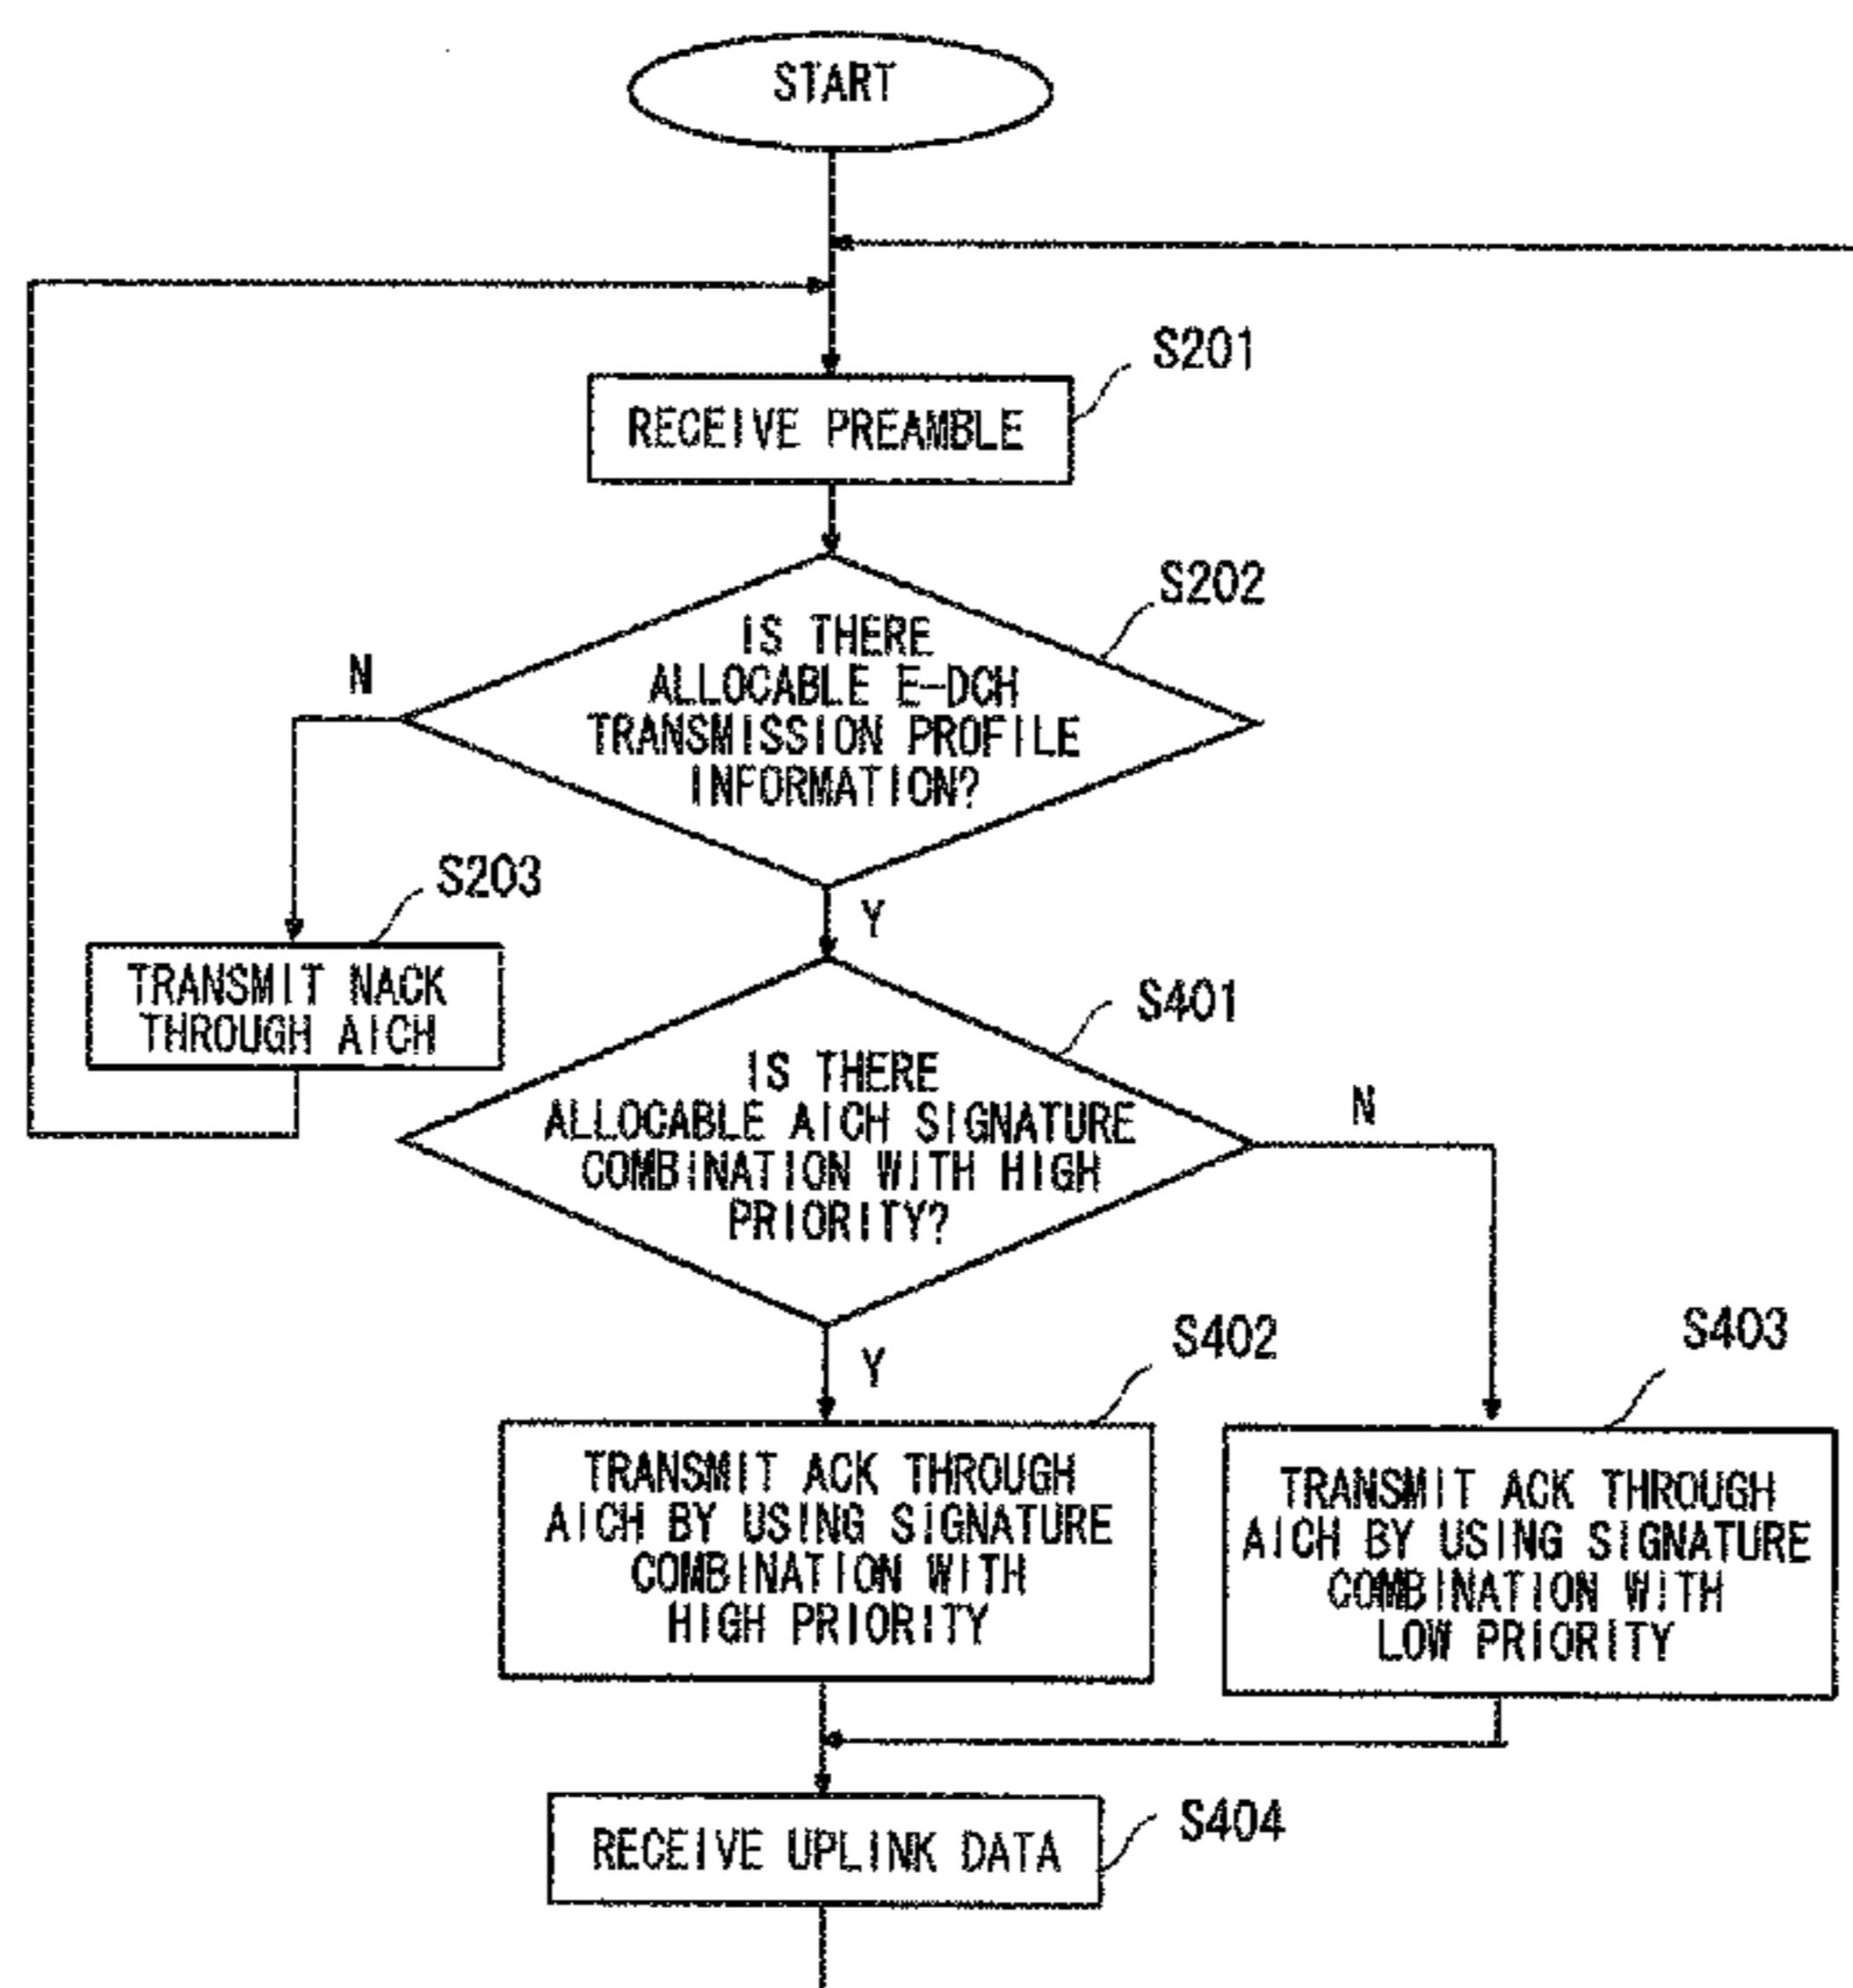 START
S201
RECEIVE PREAMBLE
S202
IS THERE
ALLOCABLE E-DCH
TRANSMISSION PROFILE
INFORMATION?
N
Y
S203
TRANSMIT NACK
THROUGH AICH
S401
IS THERE
ALLOCABLE AICH SIGNATURE
COMBINATION WITH HIGH
PRIORITY?
N
Y
S402
TRANSMIT ACK THROUGH
AICH BY USING SIGNATURE
COMBINATION WITH
HIGH PRIORITY
S403
TRANSMIT ACK THROUGH
AICH BY USING SIGNATURE
COMBINATION WITH
LOW PRIORITY
S404
RECEIVE UPLINK DATA